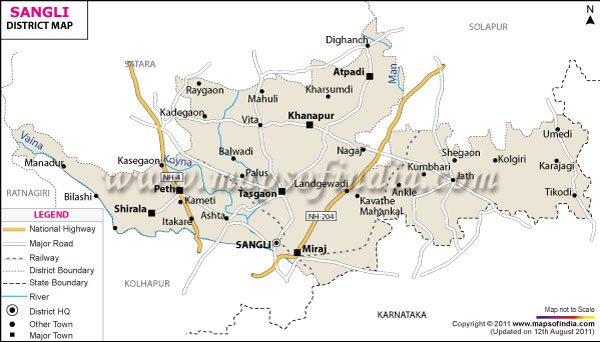 SANGLI
DISTRICT MAP
N
SOLAPUR
SATARA
Dighanch
Atpadi
Man
Raygaon
Mahuli
Kharsumdi
Kadegaon
Vita
Khanapur
Vaina
Manadur
Kasegaon
Koyna
Balwadi
Nagaj
Umedi
Shegaon
Kolgiri
Karajagi
Kumbhari
NH-4
Palus
www.mapsofindia.com
Peth
Tasgaon
Landgewadi
Ankle
Jath
Tikodi
RATNAGIRI
Bilashi
Shirala
Kameti
Itakare
Ashta
NH-204
Kavathe
Mahankal
SANGLI
Miraj
KOLHAPUR
KARNATAKA
LEGEND
National Highway
Major Road
Railway
District Boundary
State Boundary
River
District HQ
Other Town
Major Town
Map not to Scale
Copyright © 2011 www.mapsofindia.com
(Updated on 12th August 2011)